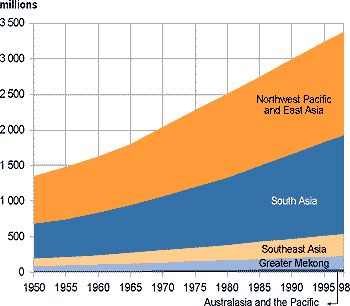 millions
3 500
3 000
2 500
2 000
1 500
1 000
500
0
Northwest Pacific
and East Asia
South Asia
Southeast Asia
Greater Mekong
1950 1955 1960 1965 1970 1975 1980 1985 1990 1995 98
Australasia and the Pacific